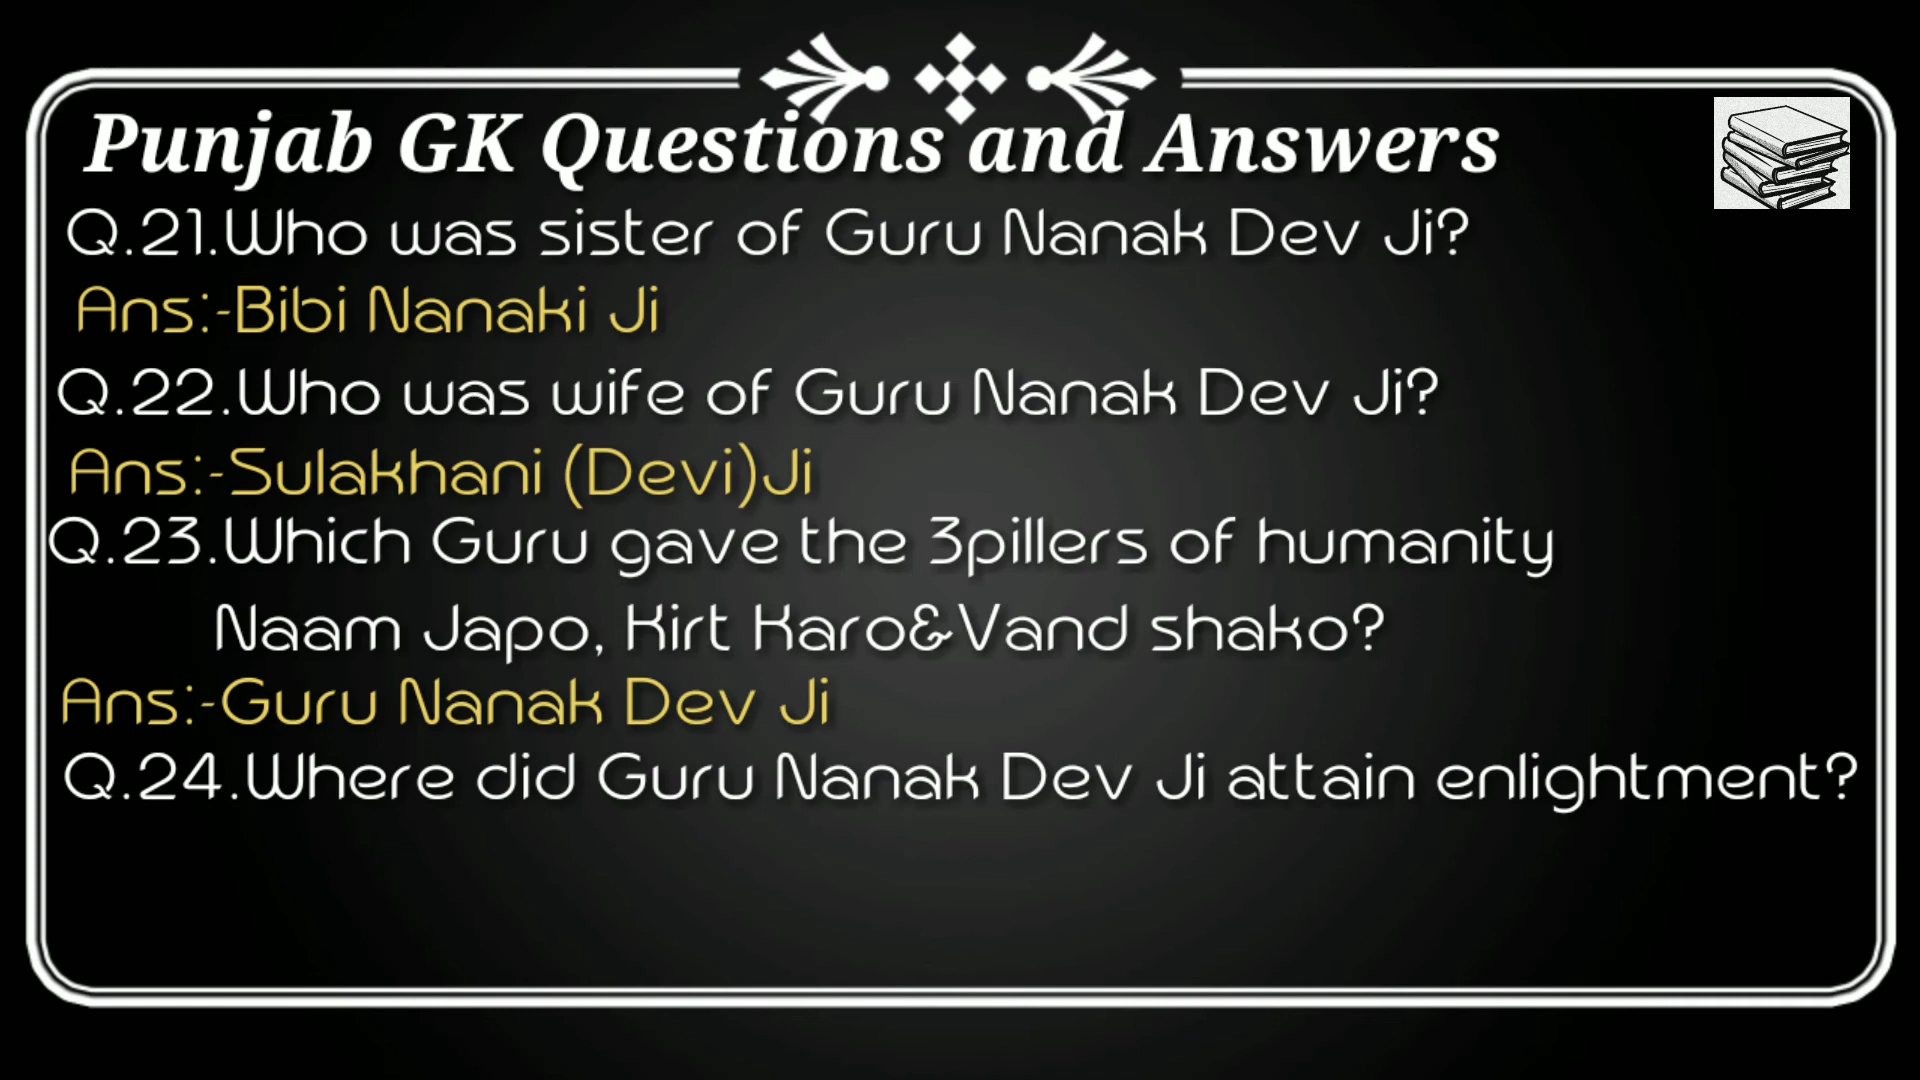 Punjab GK Questions and Answers
Q.21.Who was sister of Guru Nanak Dev Ji?
Ans:-Bibi Nanaki Ji
Q.22.Who was wife of Guru Nanak Dev Ji?
Ans:-Sulakhani (Devi)Ji
Q.23.Which Guru gave the 3pillers of humanity
Naam Japo, Kirt Karo&Vand shako?
Ans:-Guru Nanak Dev Ji
Q.24.Where did Guru Nanak Dev Ji attain enlightment?